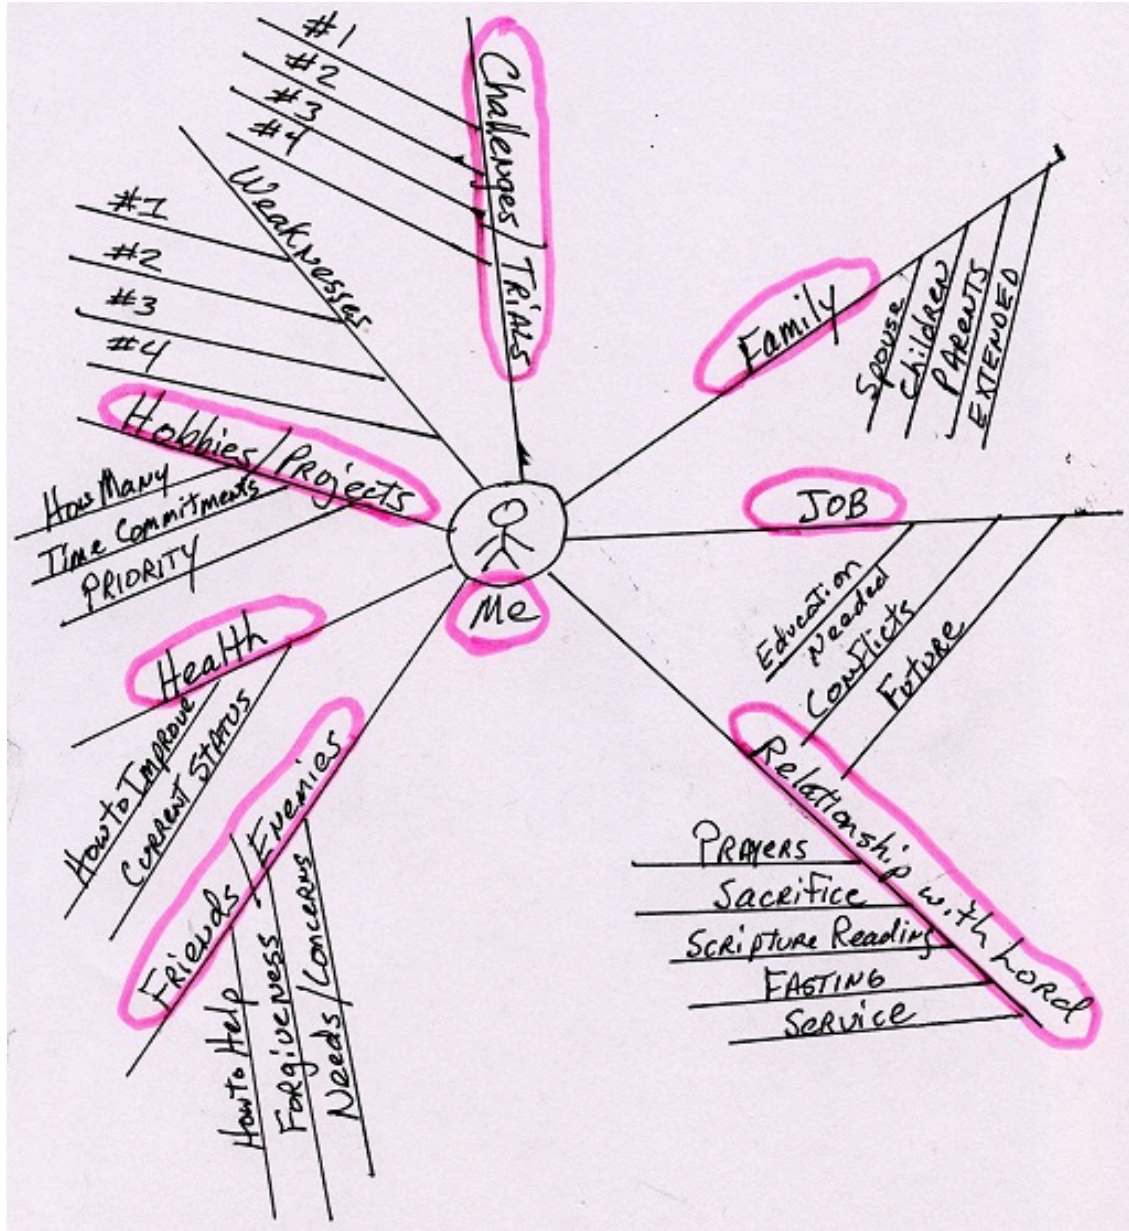 #1
#2
#3
#4
Challenges/Trials
Weaknesses
#1
#2
#3
#4
Family
Spouse
Children
PARENTS
EXTENDED
Hobbies/Projects
How Many
Time Commitments
PRIORITY
JOB
Education
Needed
Conflicts
Future
Me
Health
How to Improve
Current Status
Friends/Enemies
How to Help
Forgiveness
Needs/Concerns
Relationship with Lord
PRAYERS
Sacrifice
Scripture Reading
FASTING
Service